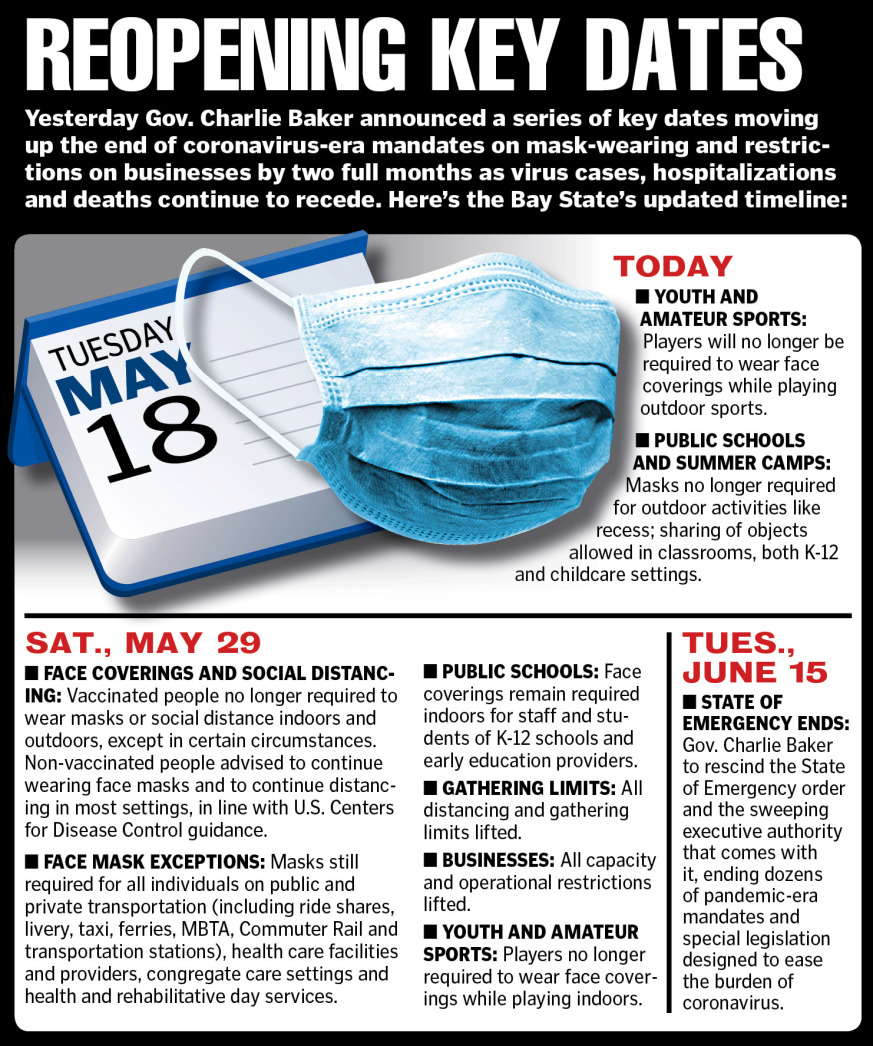 REOPENING KEY DATES
Yesterday Gov. Charlie Baker announced a series of key dates moving
up the end of coronavirus-era mandates on mask-wearing and restric-
tions on businesses by two full months as virus cases, hospitalizations
and deaths continue to recede. Here’s the Bay State’s updated timeline:
TUESDAY
MAY
18
TODAY
■ YOUTH AND
AMATEUR SPORTS:
Players will no longer be
required to wear face
coverings while playing
outdoor sports.
■ PUBLIC SCHOOLS
AND SUMMER CAMPS:
Masks no longer required
for outdoor activities like
recess; sharing of objects
allowed in classrooms, both K-12
and childcare settings.
SAT., MAY 29
■ FACE COVERINGS AND SOCIAL DISTANC-
ING: Vaccinated people no longer required to
wear masks or social distance indoors and
outdoors, except in certain circumstances.
Non-vaccinated people advised to continue
wearing face masks and to continue distanc-
ing in most settings, in line with U.S. Centers
for Disease Control guidance.
■ FACE MASK EXCEPTIONS: Masks still
required for all individuals on public and
private transportation (including ride shares,
livery, taxi, ferries, MBTA, Commuter Rail and
transportation stations), health care facilities
and providers, congregate care settings and
health and rehabilitative day services.
■ PUBLIC SCHOOLS: Face
coverings remain required
indoors for staff and stu-
dents of K-12 schools and
early education providers.
■ GATHERING LIMITS: All
distancing and gathering
limits lifted.
■ BUSINESSES: All capacity
and operational restrictions
lifted.
■ YOUTH AND AMATEUR
SPORTS: Players no longer
required to wear face cover-
ings while playing indoors.
TUES.,
JUNE 15
■ STATE OF
EMERGENCY ENDS:
Gov. Charlie Baker
to rescind the State
of Emergency order
and the sweeping
executive authority
that comes with
it, ending dozens
of pandemic-era
mandates and
special legislation
designed to ease
the burden of
coronavirus.